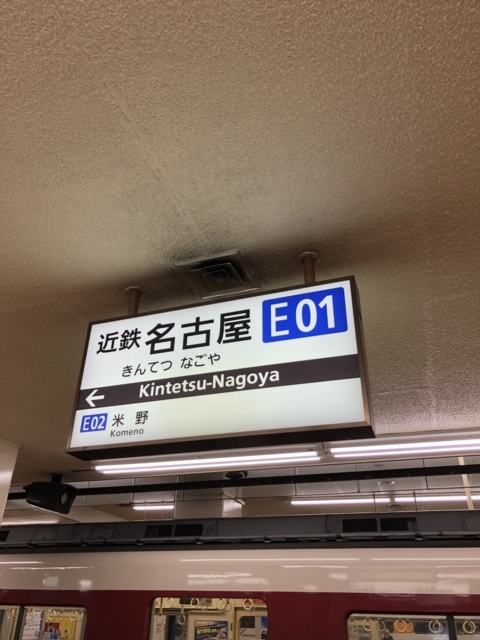 近鉄 名古屋 E01
きんてつ なごや
Kintetsu-Nagoya
E02 米野
Komeno